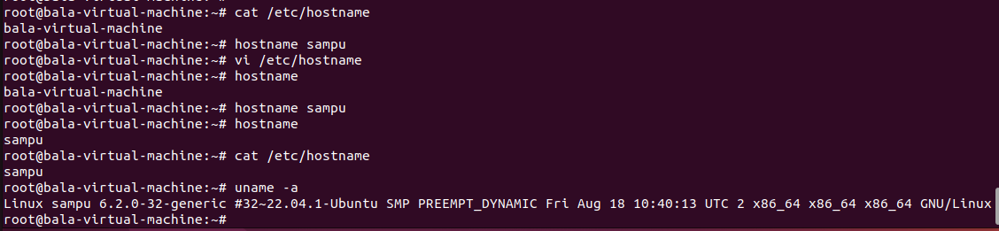 root@bala-virtual-machine:~# cat /etc/hostname
bala-virtual-machine
root@bala-virtual-machine:~# hostname sampu
root@bala-virtual-machine:~# vi /etc/hostname
root@bala-virtual-machine:~# hostname
bala-virtual-machine
root@bala-virtual-machine:~# hostname sampu
root@bala-virtual-machine:~# hostname
sampu
root@bala-virtual-machine:~# cat /etc/hostname
sampu
root@bala-virtual-machine:~# uname -a
Linux sampu 6.2.0-32-generic #32~22.04.1-Ubuntu SMP PREEMPT_DYNAMIC Fri Aug 18 10:40:13 UTC 2 x86_64 x86_64 x86_64 GNU/Linux
root@bala-virtual-machine:~#